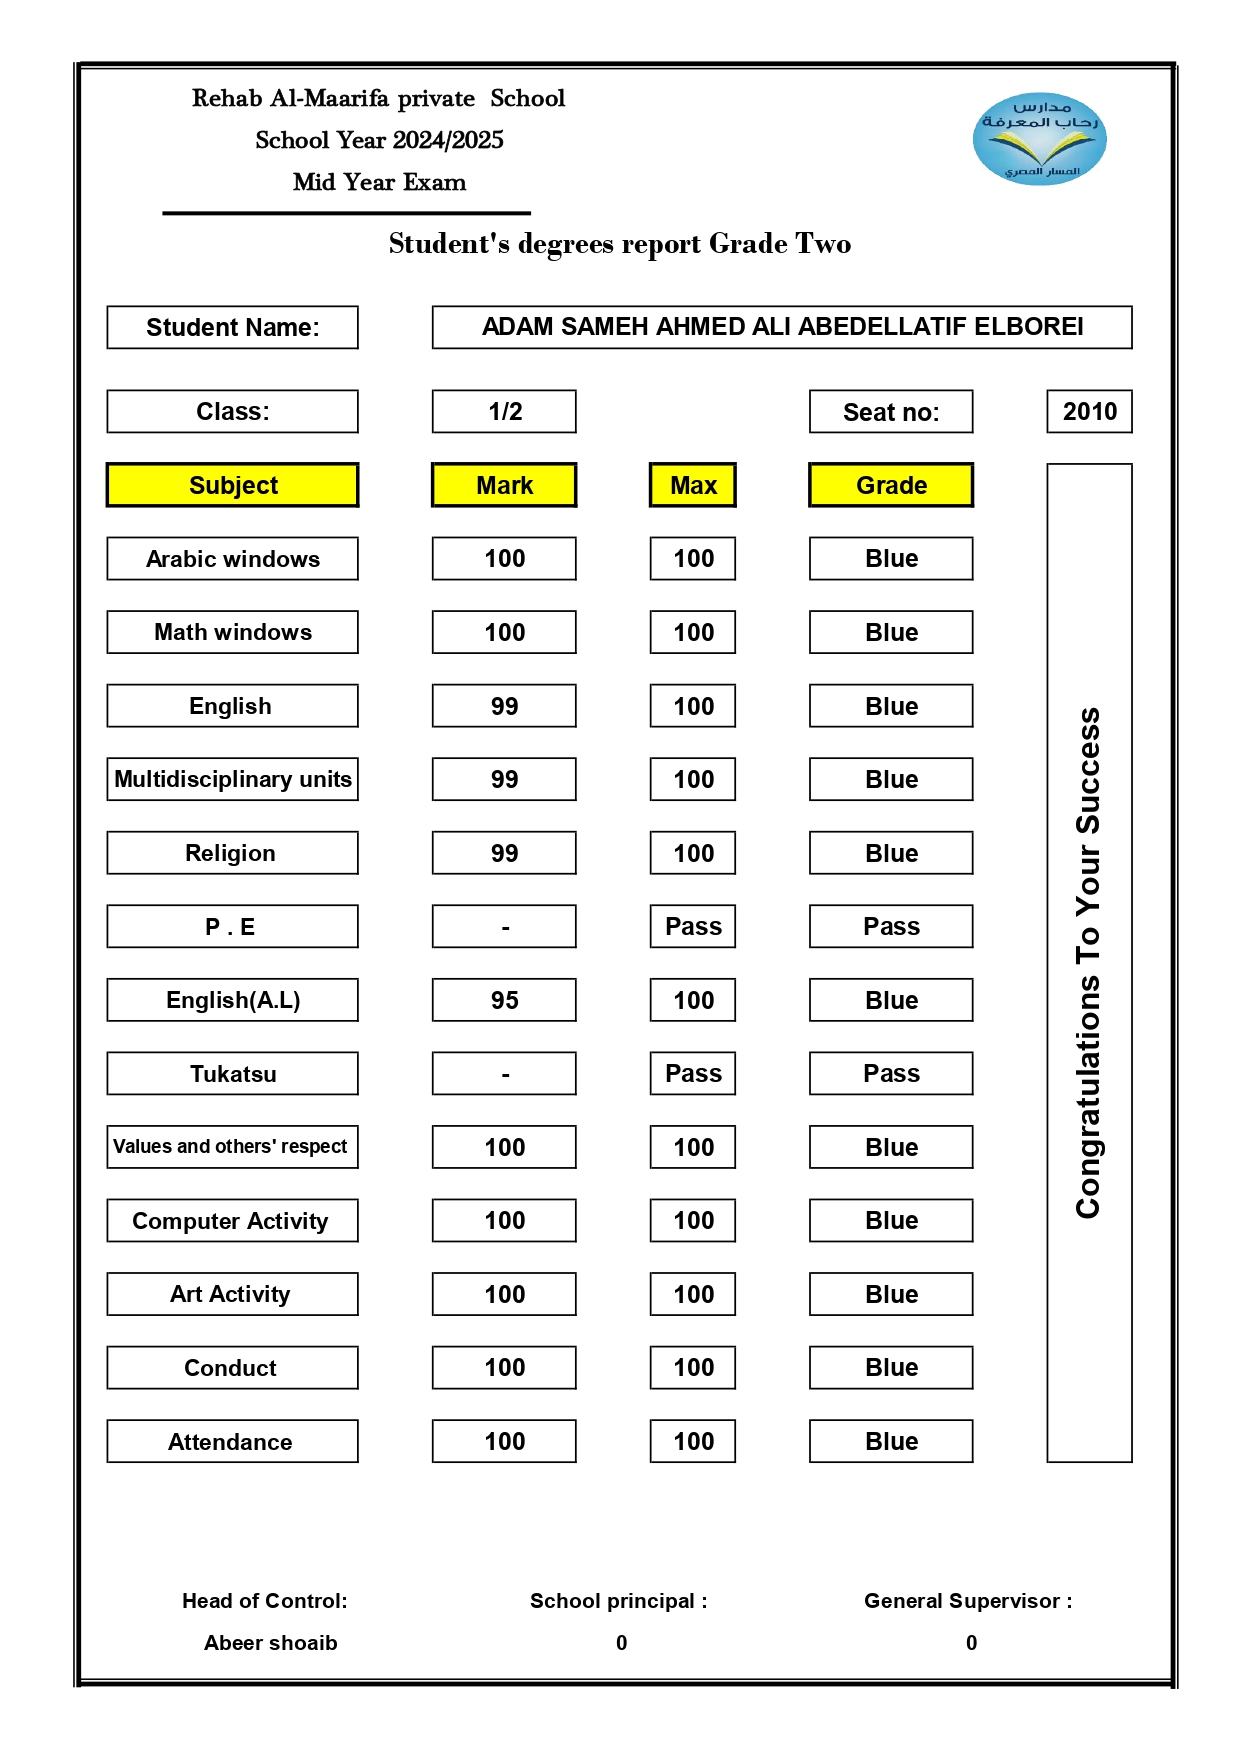 Rehab Al-Maarifa private School
School Year 2024/2025
Mid Year Exam
مدارس
رحاب المعرفة
المسار المصري
Student's degrees report Grade Two
Student Name: ADAM SAMEH AHMED ALI ABEDELLATIF ELBOREI
Class: 1/2 Seat no: 2010
Subject Mark Max Grade
Arabic windows 100 100 Blue
Math windows 100 100 Blue
English 99 100 Blue
Multidisciplinary units 99 100 Blue
Religion 99 100 Blue
P . E - Pass Pass
English(A.L) 95 100 Blue
Tukatsu - Pass Pass
Values and others' respect 100 100 Blue
Computer Activity 100 100 Blue
Art Activity 100 100 Blue
Conduct 100 100 Blue
Attendance 100 100 Blue
Congratulations To Your Success
Head of Control: School principal : General Supervisor :
Abeer shoaib 0 0